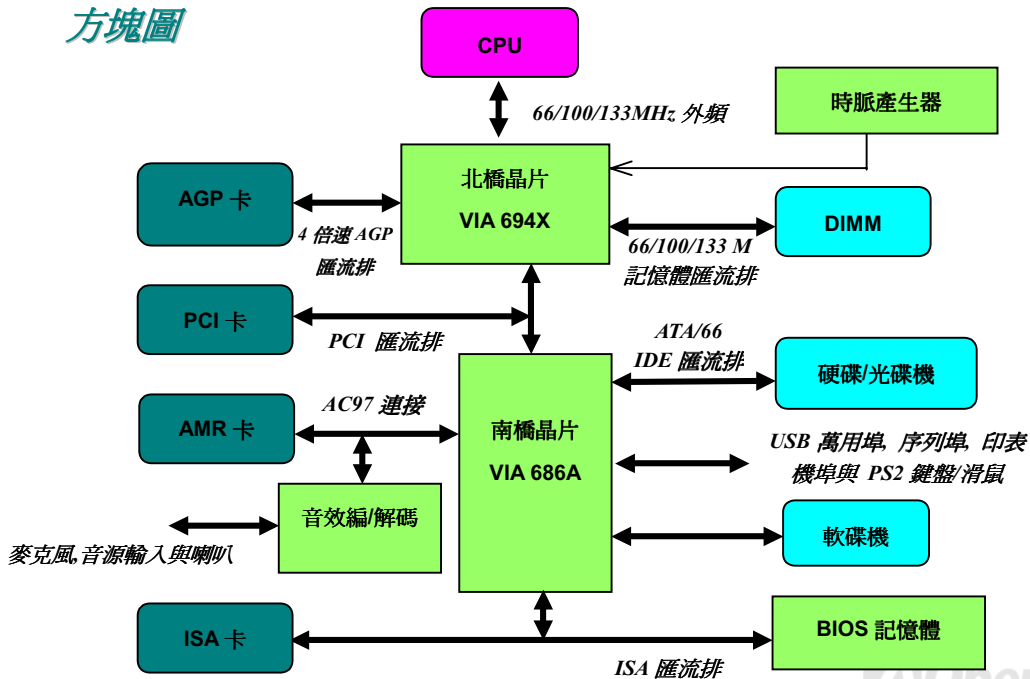 方塊圖
CPU
66/100/133MHz 外頻
時脈產生器
北橋晶片
VIA 694X
AGP 卡
4 倍速 AGP
匯流排
DIMM
66/100/133 M
記憶體匯流排
PCI 卡
PCI 匯流排
ATA/66
IDE 匯流排
硬碟/光碟機
AMR 卡
AC97 連接
南橋晶片
VIA 686A
USB 萬用埠, 序列埠, 印表
機埠與 PS2 鍵盤/滑鼠
音效編/解碼
麥克風,音源輸入與喇叭
軟碟機
ISA 卡
ISA 匯流排
BIOS 記憶體